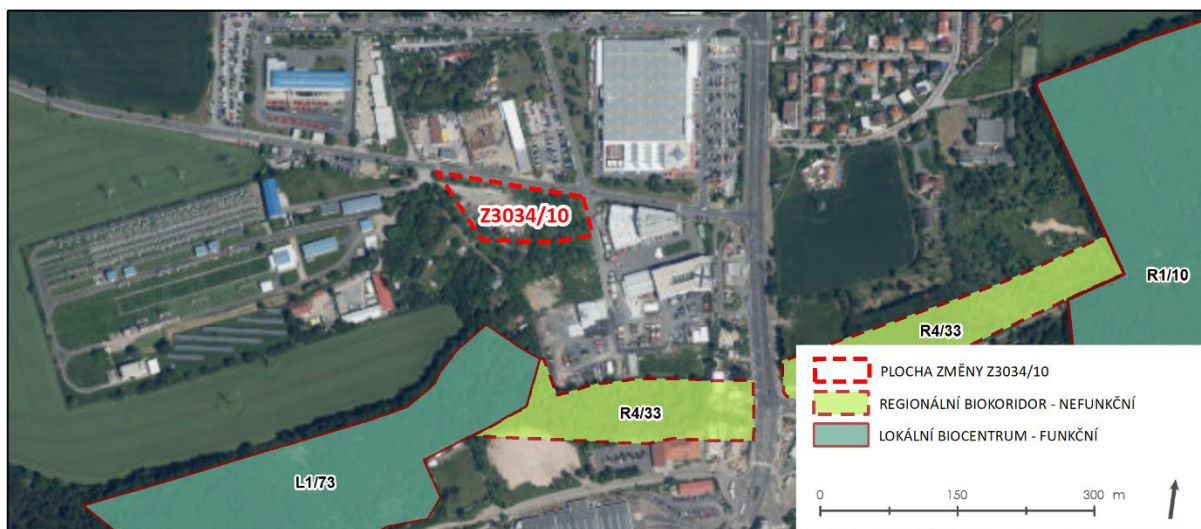 Z3034/10
R1/10
R4/33
R4/33
L1/73
PLOCHA ZMĚNY Z3034/10
REGIONÁLNÍ BIOKORIDOR - NEFUNKČNÍ
LOKÁLNÍ BIOCENTRUM - FUNKČNÍ
0 150 300 m